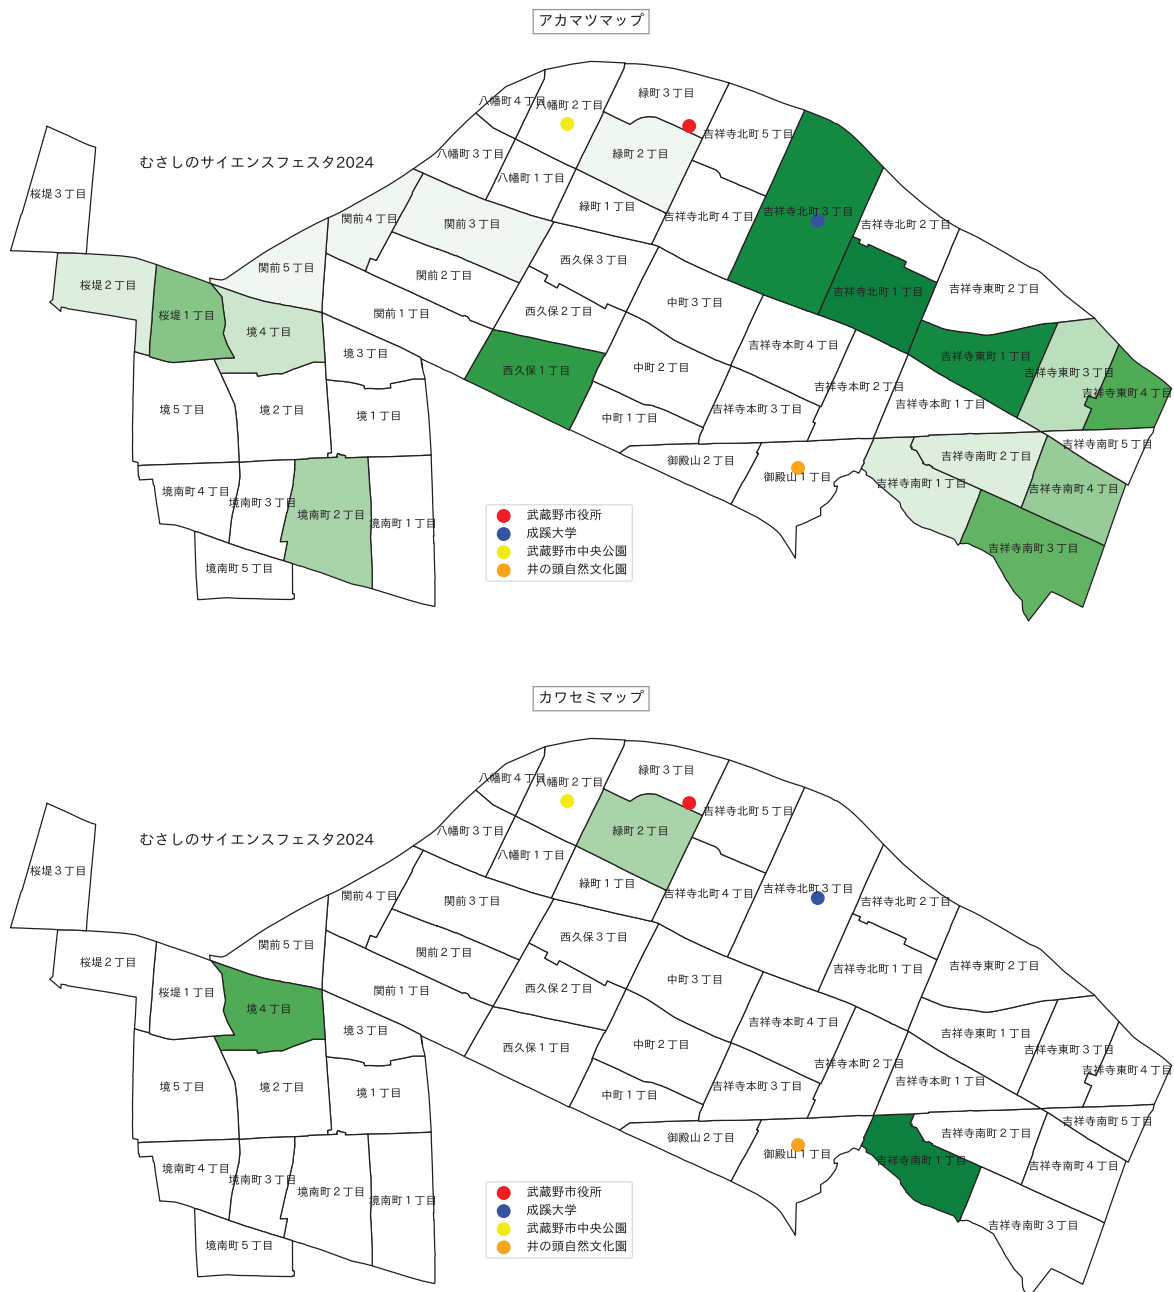 アカマツマップ
緑町３丁目
八幡町４丁目
八幡町２丁目
吉祥寺北町５丁目
八幡町３丁目
緑町２丁目
むさしのサイエンスフェスタ2024
八幡町１丁目
桜堤３丁目
緑町１丁目
吉祥寺北町３丁目
関前４丁目
吉祥寺北町４丁目
関前３丁目
吉祥寺北町２丁目
西久保３丁目
関前５丁目
関前２丁目
桜堤２丁目
吉祥寺東町２丁目
吉祥寺北町１丁目
中町３丁目
西久保２丁目
関前１丁目
桜堤１丁目
境４丁目
吉祥寺本町４丁目
境３丁目
吉祥寺東町１丁目
中町２丁目
西久保１丁目
吉祥寺東町３丁目
吉祥寺本町２丁目
吉祥寺東町４丁目
吉祥寺本町１丁目
境５丁目
境２丁目
吉祥寺本町３丁目
境１丁目
中町１丁目
吉祥寺南町５丁目
吉祥寺南町２丁目
御殿山２丁目
御殿山１丁目
吉祥寺南町１丁目
吉祥寺南町４丁目
境南町４丁目
境南町３丁目
境南町２丁目
境南町１丁目
吉祥寺南町３丁目
境南町５丁目
武蔵野市役所
成蹊大学
武蔵野市中央公園
井の頭自然文化園
カワセミマップ
緑町３丁目
八幡町４丁目
八幡町２丁目
吉祥寺北町５丁目
八幡町３丁目
緑町２丁目
むさしのサイエンスフェスタ2024
八幡町１丁目
桜堤３丁目
緑町１丁目
吉祥寺北町３丁目
関前４丁目
吉祥寺北町４丁目
関前３丁目
吉祥寺北町２丁目
西久保３丁目
関前５丁目
関前２丁目
桜堤２丁目
吉祥寺東町２丁目
吉祥寺北町１丁目
中町３丁目
西久保２丁目
関前１丁目
桜堤１丁目
境４丁目
吉祥寺本町４丁目
境３丁目
吉祥寺東町１丁目
中町２丁目
西久保１丁目
吉祥寺東町３丁目
吉祥寺本町２丁目
吉祥寺東町４丁目
吉祥寺本町１丁目
境５丁目
境２丁目
吉祥寺本町３丁目
境１丁目
中町１丁目
吉祥寺南町５丁目
吉祥寺南町２丁目
御殿山２丁目
御殿山１丁目
吉祥寺南町１丁目
吉祥寺南町４丁目
境南町４丁目
境南町３丁目
境南町２丁目
境南町１丁目
吉祥寺南町３丁目
境南町５丁目
武蔵野市役所
成蹊大学
武蔵野市中央公園
井の頭自然文化園